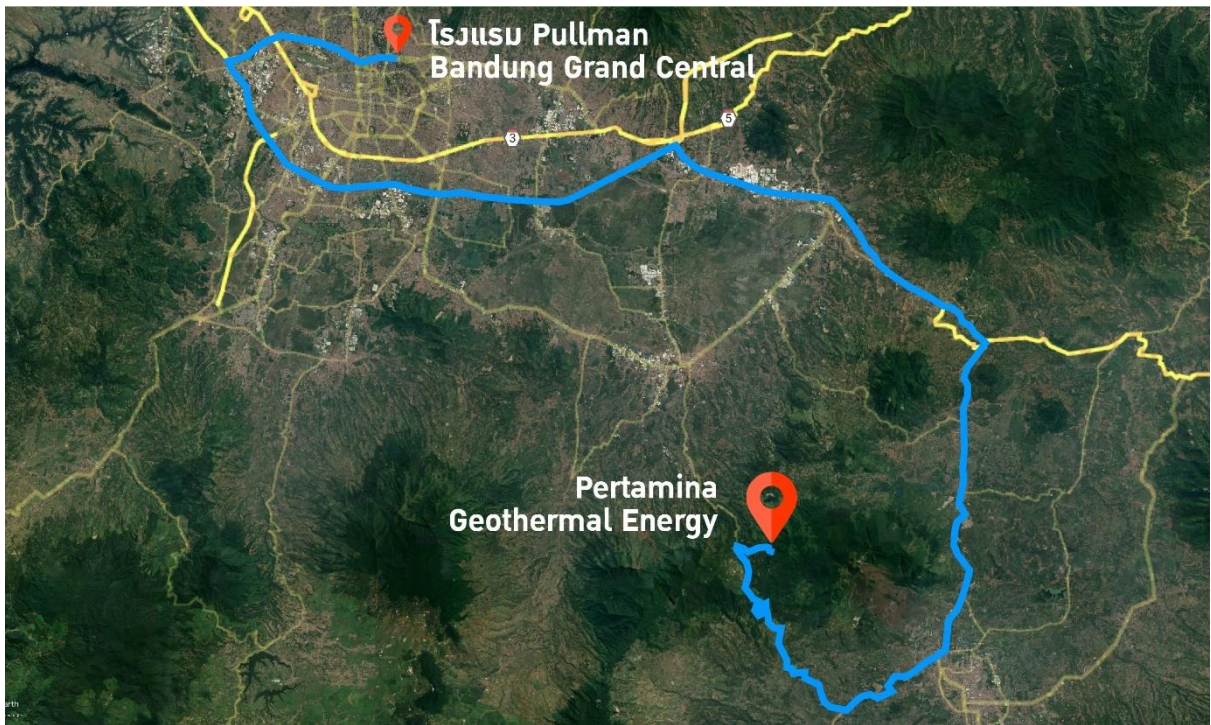 โรงแรม Pullman
Bandung Grand Central
3
5
Pertamina
Geothermal Energy